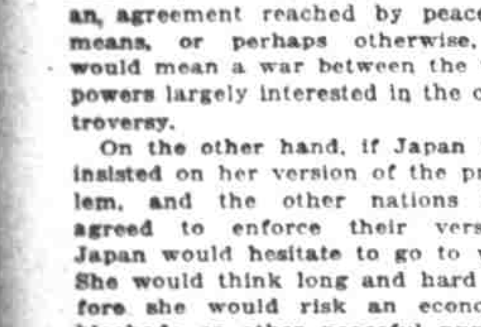 an, agreement reached by peace
means, or perhaps otherwise,
would mean a war between the
powers largely interested in the c
troversy.
On the other hand, if Japan
insisted on her version of the pr
lem, and the other nations
agreed to enforce their vers
Japan would hesitate to go to
She would think long and hard
fore she would risk an econo